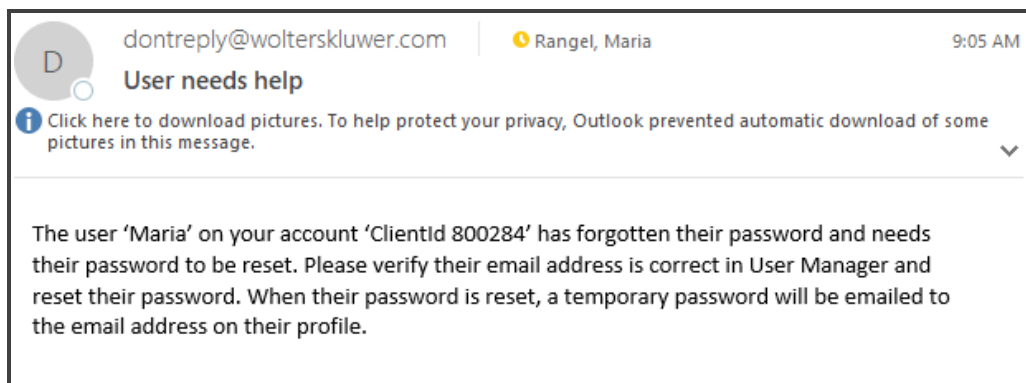 D
dontreply@wolterskluwer.com Rangel, Maria 9:05 AM
User needs help
Click here to download pictures. To help protect your privacy, Outlook prevented automatic download of some
pictures in this message.
The user ‘Maria’ on your account ‘ClientId 800284’ has forgotten their password and needs
their password to be reset. Please verify their email address is correct in User Manager and
reset their password. When their password is reset, a temporary password will be emailed to
the email address on their profile.